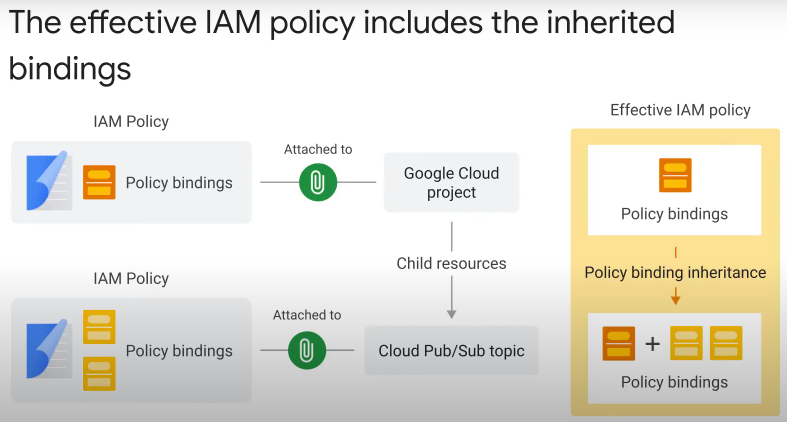 The effective IAM policy includes the inherited
bindings
IAM Policy
Policy bindings
Attached to
Google Cloud
project
Child resources
IAM Policy
Policy bindings
Attached to
Cloud Pub/Sub topic
Effective IAM policy
Policy bindings
Policy binding inheritance
+
Policy bindings